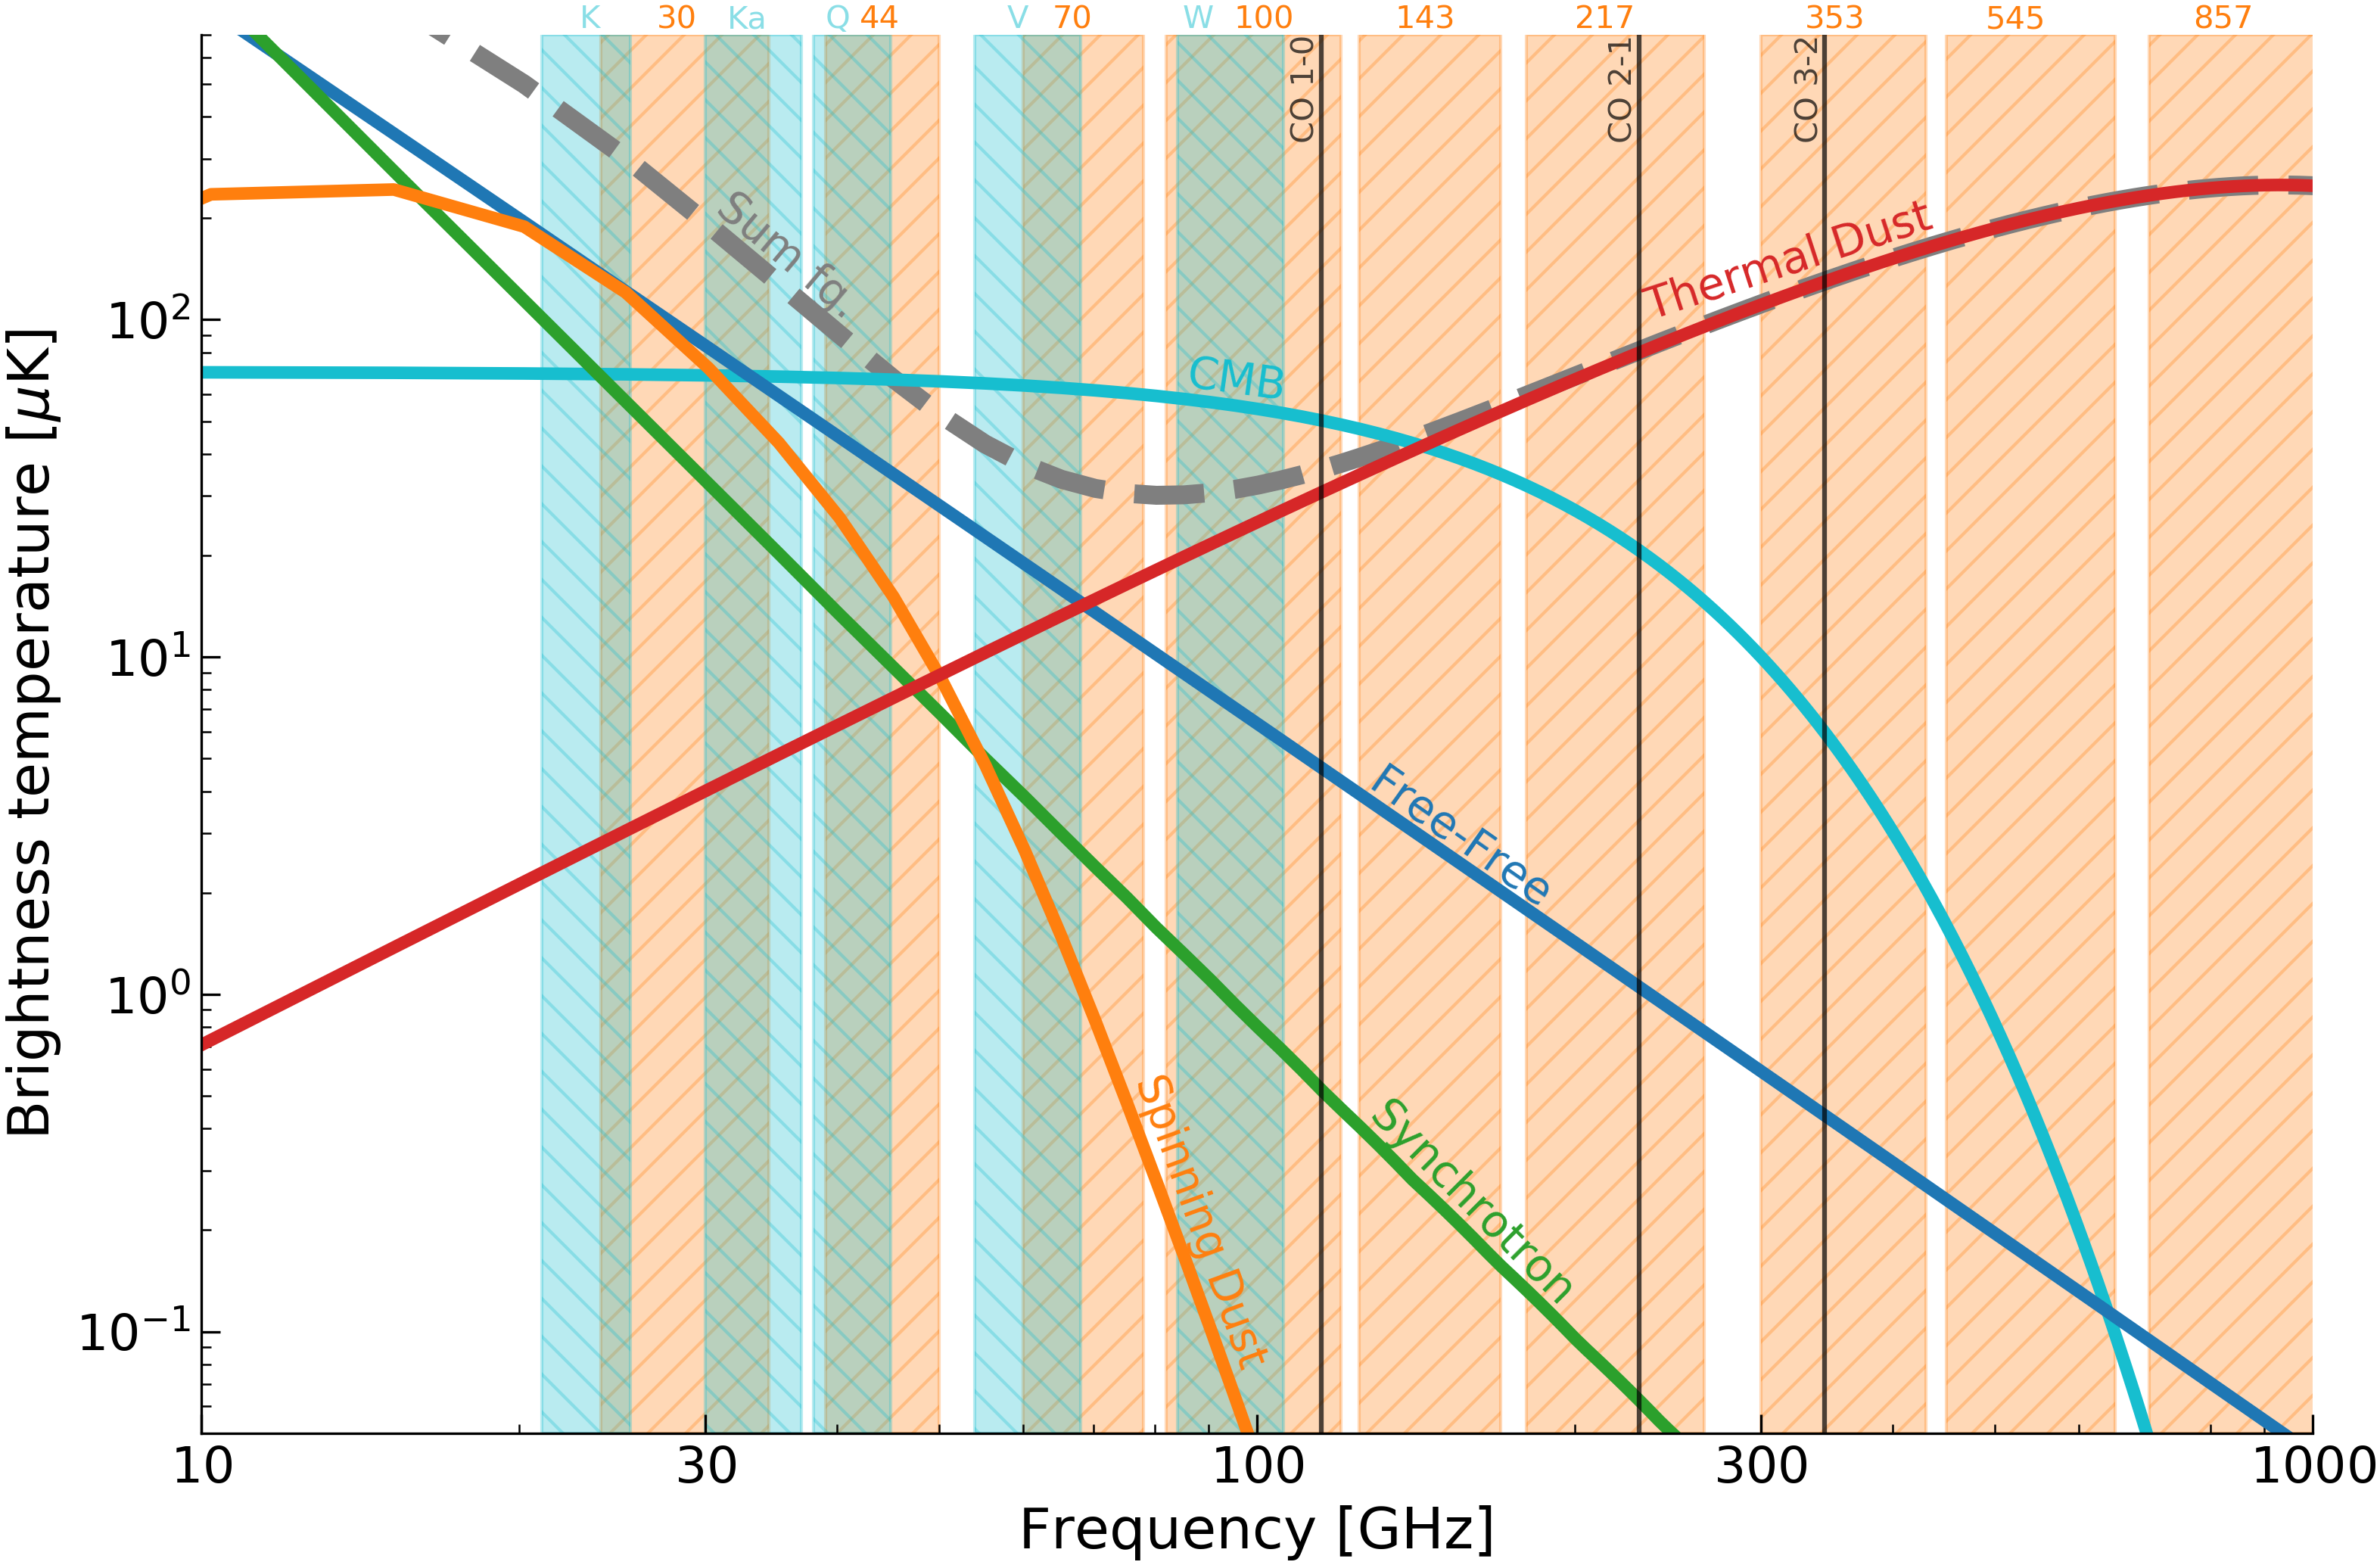 K 30 Ka Q 44 V 70 W 100 143 217 353 545 857
CO 1-0
CO 2-1
CO 3-2
Sum fg.
Thermal Dust
CMB
Free-Free
Synchrotron
Spinning Dust
Brightness temperature [μK]
10²
10¹
10⁰
10⁻¹
10 30 100 300 1000
Frequency [GHz]